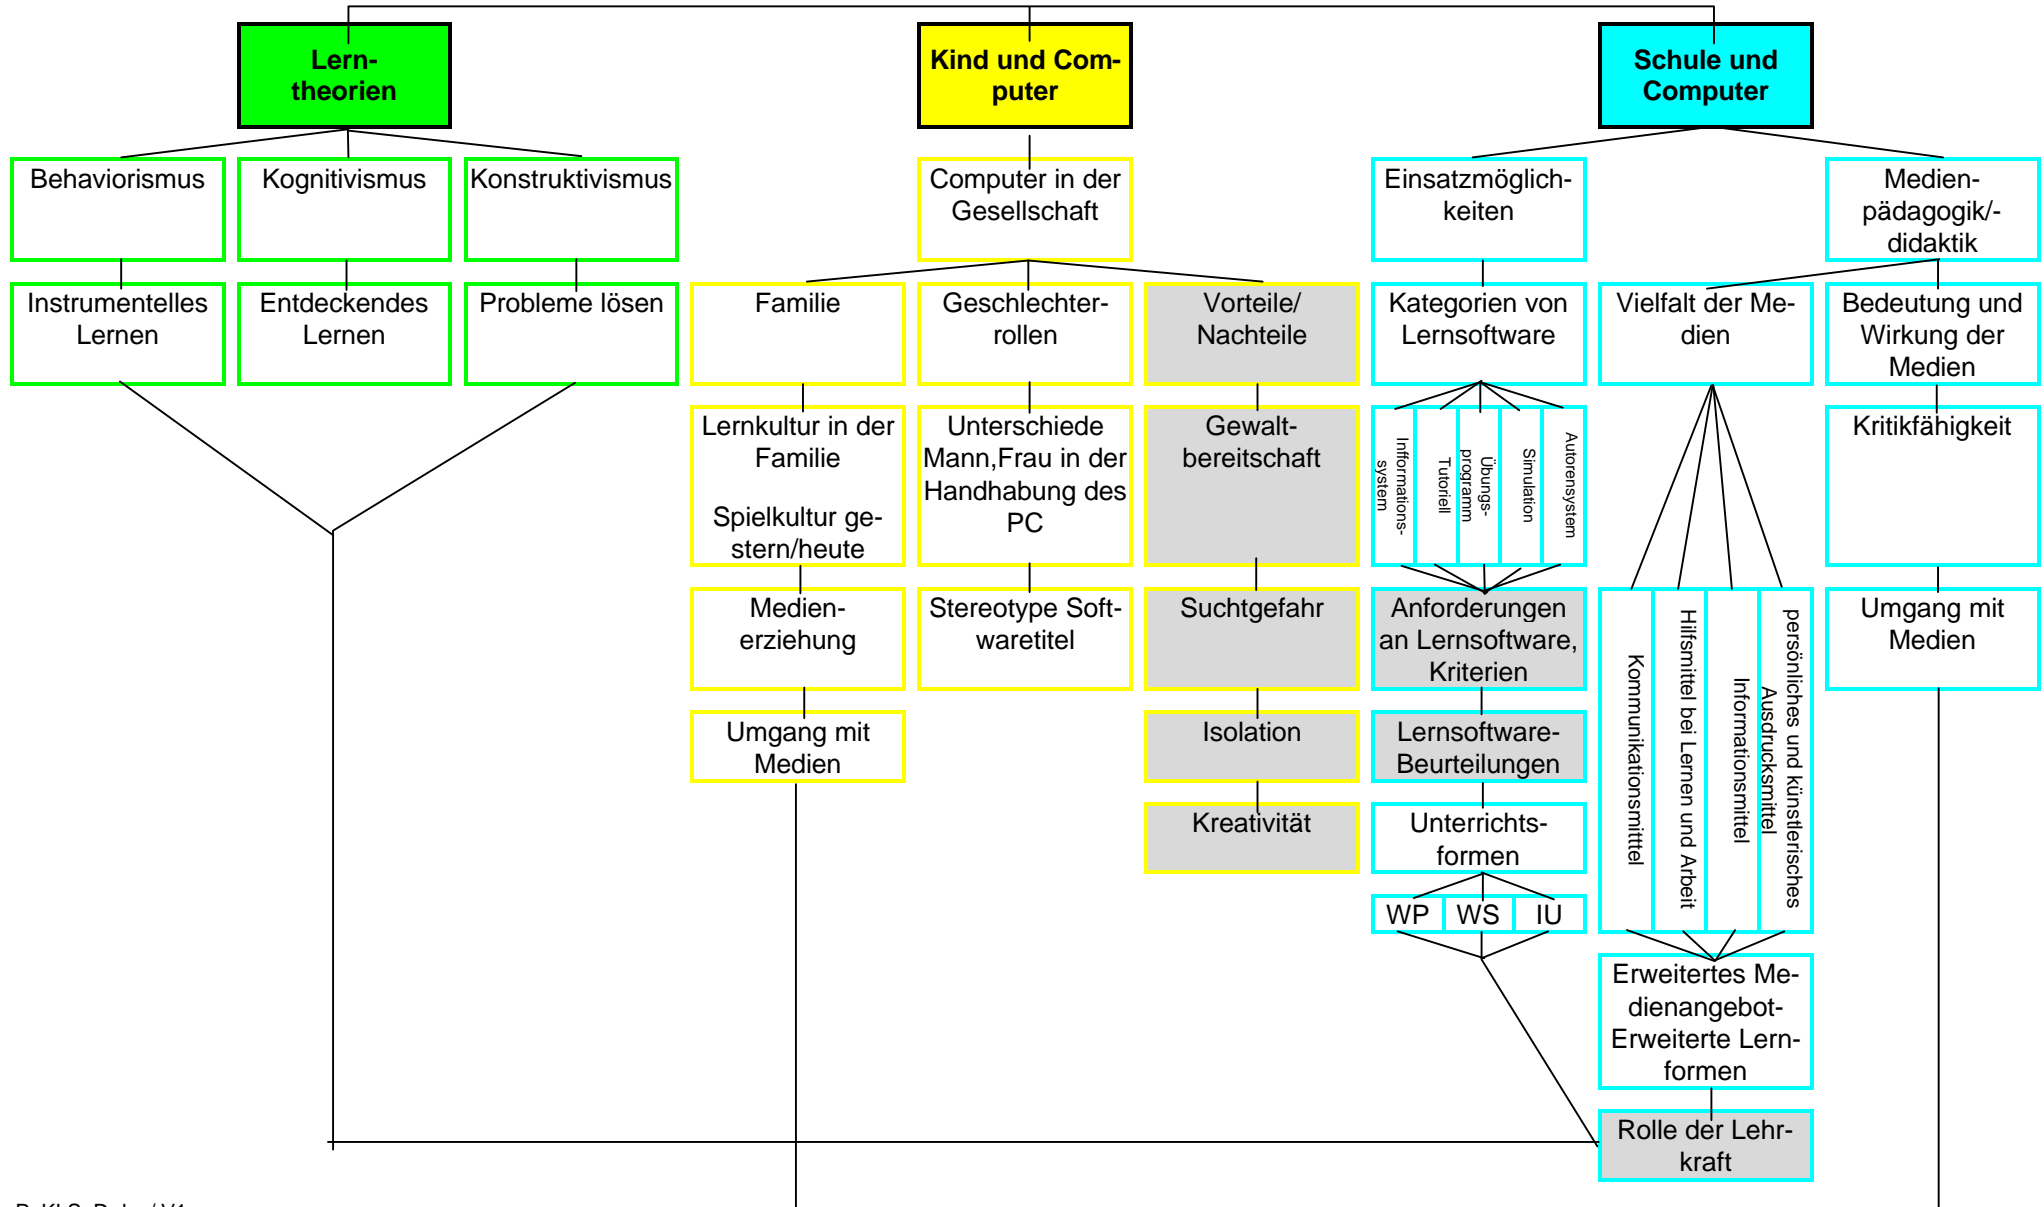 Lern-
theorien
Kind und Com-
puter
Schule und
Computer
Behaviorismus
Kognitivismus
Konstruktivismus
Computer in der
Gesellschaft
Einsatzmöglich-
keiten
Medien-
pädagogik/-
didaktik
Instrumentelles
Lernen
Entdeckendes
Lernen
Probleme lösen
Familie
Geschlechter-
rollen
Vorteile/
Nachteile
Kategorien von
Lernsoftware
Vielfalt der Me-
dien
Bedeutung und
Wirkung der
Medien
Lernkultur in der
Familie
Spielkultur ge-
stern/heute
Unterschiede
Mann,Frau in der
Handhabung des
PC
Gewalt-
bereitschaft
Infformations-
system
Tutoriell
Übungs-
programm
Simulation
Autorensystem
Kritikfähigkeit
Medien-
erziehung
Stereotype Soft-
waretitel
Suchtgefahr
Anforderungen
an Lernsoftware,
Kriterien
Kommunikationsmitttel
Hilfsmittel bei Lernen und Arbeit
Informationsmittel
persönliches und künstlerisches
Ausdrucksmittel
Umgang mit
Medien
Umgang mit
Medien
Isolation
Lernsoftware-
Beurteilungen
Kreativität
Unterrichts-
formen
WP
WS
IU
Erweitertes Me-
dienangebot-
Erweiterte Lern-
formen
Rolle der Lehr-
kraft